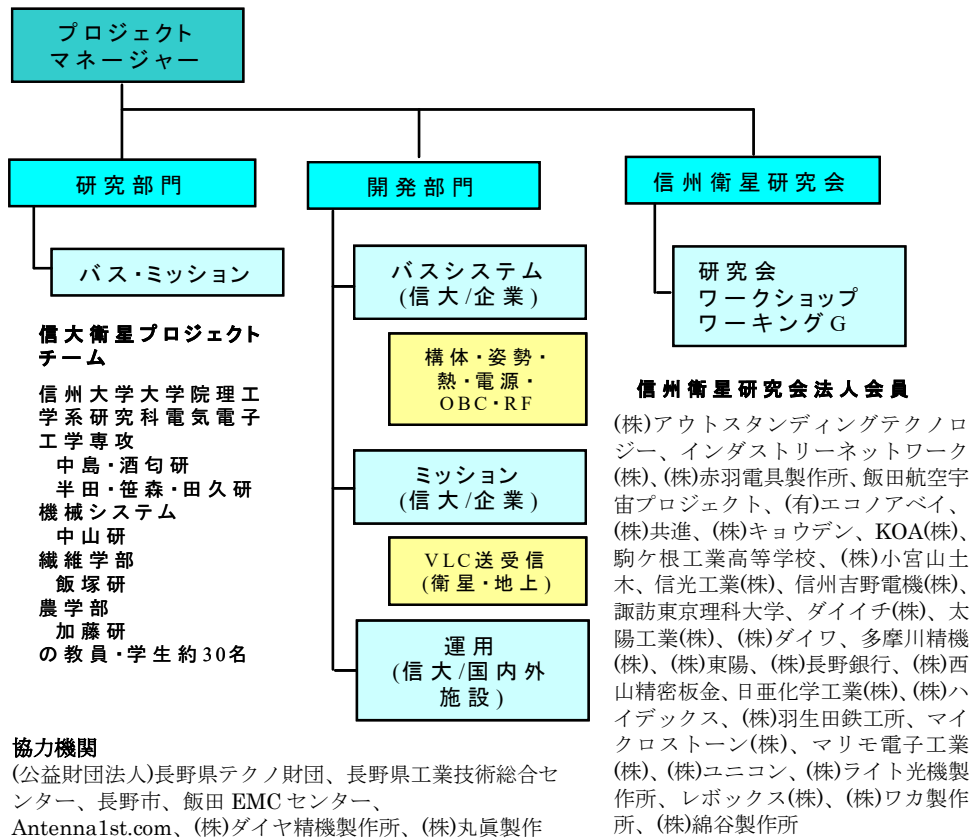 プロジェクト
マネージャー
研究部門
開発部門
信州衛星研究会
バス・ミッション
信大衛星プロジェクト
チーム
信州大学大学院理工
学系研究科電気電子
工学専攻
中島・酒匂研
半田・笹森・田久研
機械システム
中山研
繊維学部
飯塚研
農学部
加藤研
の教員・学生約30名
バスシステム
(信大/企業)
構体・姿勢・
熱・電源・
OBC・RF
ミッション
(信大/企業)
VLC送受信
(衛星・地上)
運用
(信大/国内外
施設)
研究会
ワークショップ
ワーキングG
信州衛星研究会法人会員
(株)アウトスタンディングテクノロ
ジー、インダストリーネットワーク
(株)、(株)赤羽電具製作所、飯田航空宇
宙プロジェクト、(有)エコノアベイ、
(株)共進、(株)キョウデン、KOA(株)、
駒ケ根工業高等学校、(株)小宮山土
木、信光工業(株)、信州吉野電機(株)、
諏訪東京理科大学、ダイイチ(株)、太
陽工業(株)、(株)ダイワ、多摩川精機
(株)、(株)東陽、(株)長野銀行、(株)西
山精密板金、日亜化学工業(株)、(株)ハ
イデックス、(株)羽生田鉄工所、マイ
クロストーン(株)、マリモ電子工業
(株)、(株)ユニコン、(株)ライト光機製
作所、レボックス(株)、(株)ワカ製作
所、(株)綿谷製作所
協力機関
(公益財団法人)長野県テクノ財団、長野県工業技術総合セ
ンター、長野市、飯田 EMC センター、
Antenna1st.com、(株)ダイヤ精機製作所、(株)丸眞製作